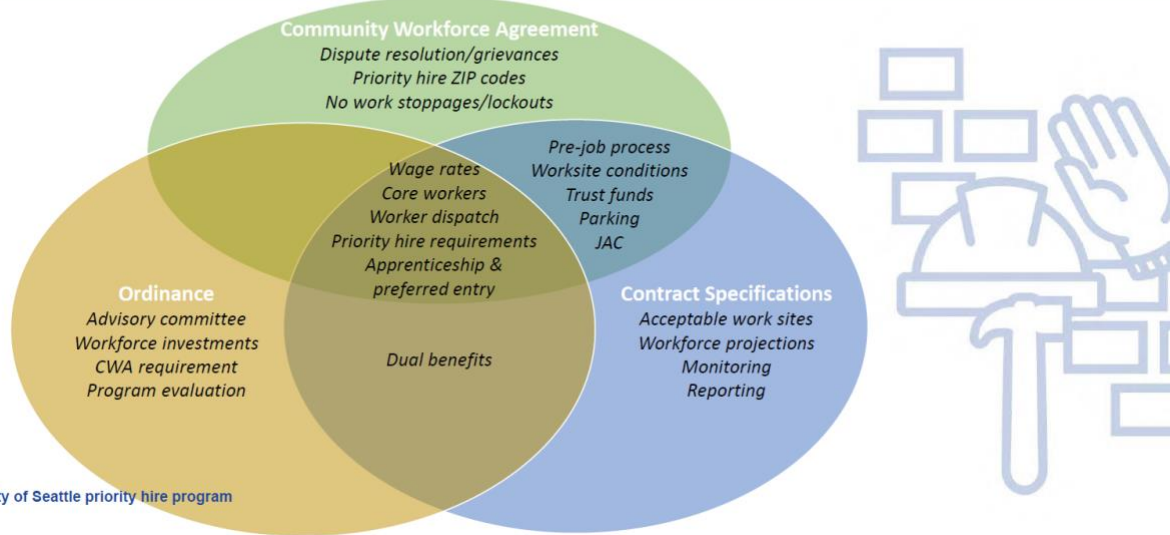 Community Workforce Agreement
Dispute resolution/grievances
Priority hire ZIP codes
No work stoppages/lockouts
Pre-job process
Worksite conditions
Trust funds
Parking
JAC
Wage rates
Core workers
Worker dispatch
Priority hire requirements
Apprenticeship &
preferred entry
Ordinance
Advisory committee
Workforce investments
CWA requirement
Program evaluation
Dual benefits
Contract Specifications
Acceptable work sites
Workforce projections
Monitoring
Reporting
of Seattle priority hire program